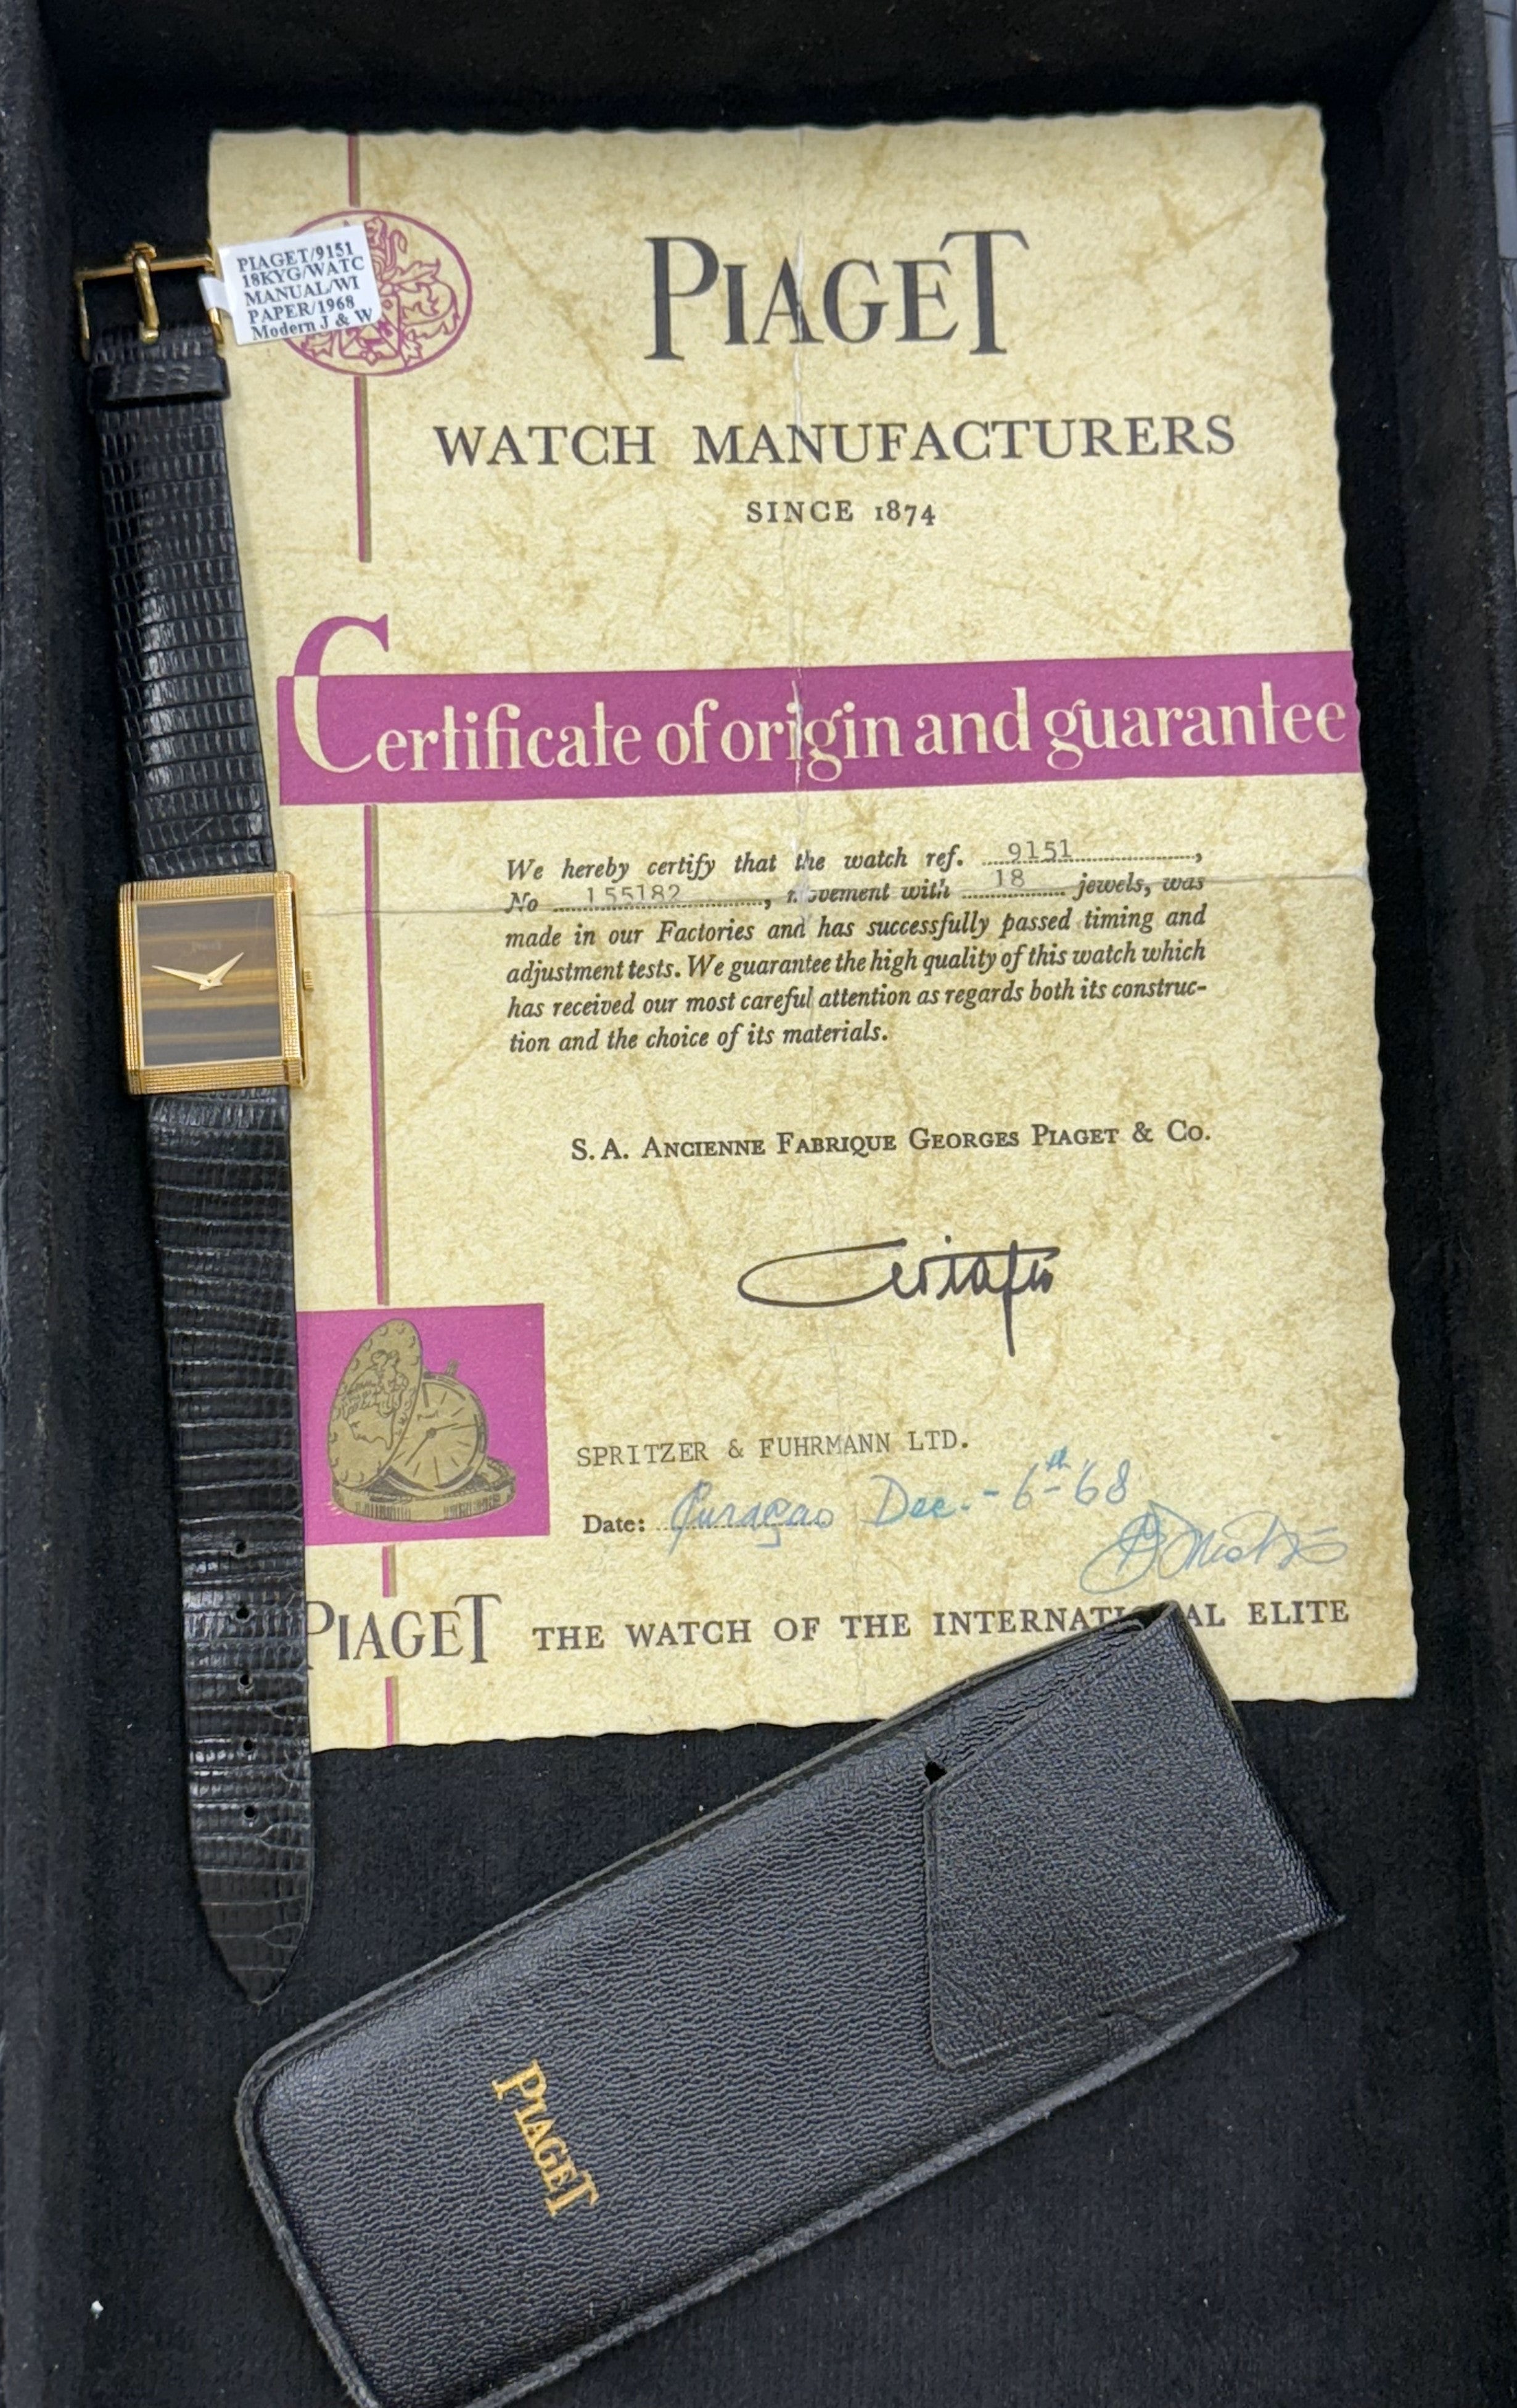 PIAGET/9151
18KYG/WATC
MANUAL/WI
PAPER/1968
Modern J & W
PIAGET
WATCH MANUFACTURERS
SINCE 1874
Certificate of origin and guarantee
We hereby certify that the watch ref. 9151,
No 155182, movement with 18 jewels, was
made in our Factories and has successfully passed timing and
adjustment tests. We guarantee the high quality of this watch which
has received our most careful attention as regards both its construc-
tion and the choice of its materials.
S. A. ANCIENNE FABRIQUE GEORGES PIAGET & Co.
SPRITZER & FUHRMANN LTD.
Date: Curaçao Dec. - 6th - 68
PIAGET THE WATCH OF THE INTERNATIONAL ELITE
PIAGET